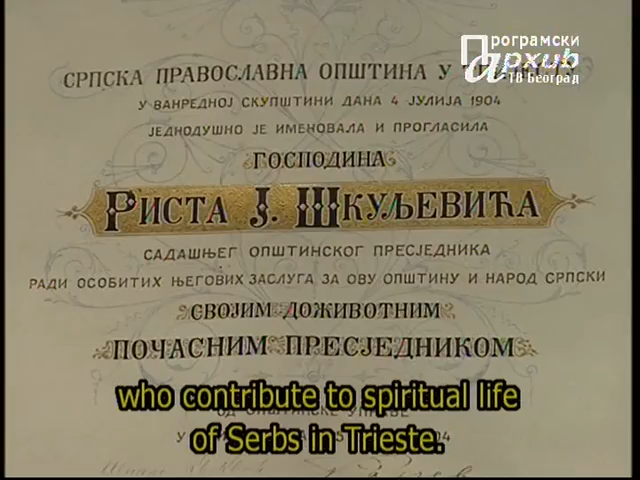 Програмски
Архив
ТВ Београд
СРПСКА ПРАВОСЛАВНА ОПШТИНА У
У ВАНРЕДНОЈ СКУПШТИНИ ДАНА 4 ЈУЛИЈА 1904
ЈЕДНОДУШНО ЈЕ ИМЕНОВАЛА И ПРОГЛАСИЛА
ГОСПОДИНА
РИСТА Ј. ШКУЉЕВИЋА
САДАШЊЕГ ОПШТИНСКОГ ПРЕСЈЕДНИКА
РАДИ ОСОБИТИХ ЊЕГОВИХ ЗАСЛУГА ЗА ОВУ ОПШТИНУ И НАРОД СРПСКИ
СВОЈИМ ДОЖИВОТНИМ
ПОЧАСНИМ ПРЕСЈЕДНИКОМ
who contribute to spiritual life
of Serbs in Trieste.